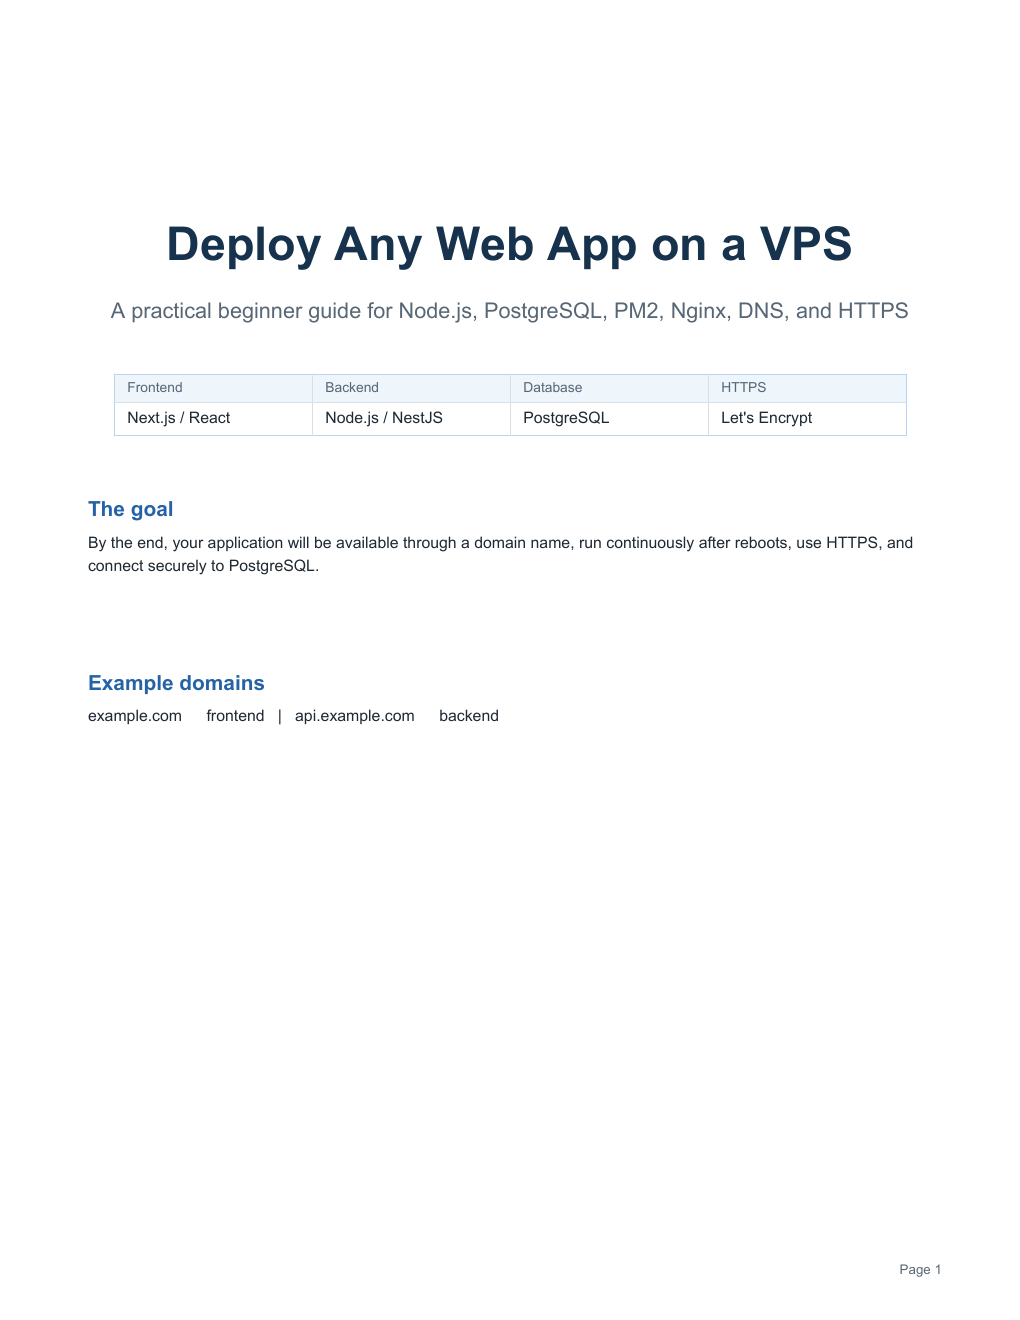 Deploy Any Web App on a VPS
A practical beginner guide for Node.js, PostgreSQL, PM2, Nginx, DNS, and HTTPS
Frontend Backend Database HTTPS
Next.js / React Node.js / NestJS PostgreSQL Let's Encrypt
The goal
By the end, your application will be available through a domain name, run continuously after reboots, use HTTPS, and
connect securely to PostgreSQL.
Example domains
example.com frontend | api.example.com backend
Page 1